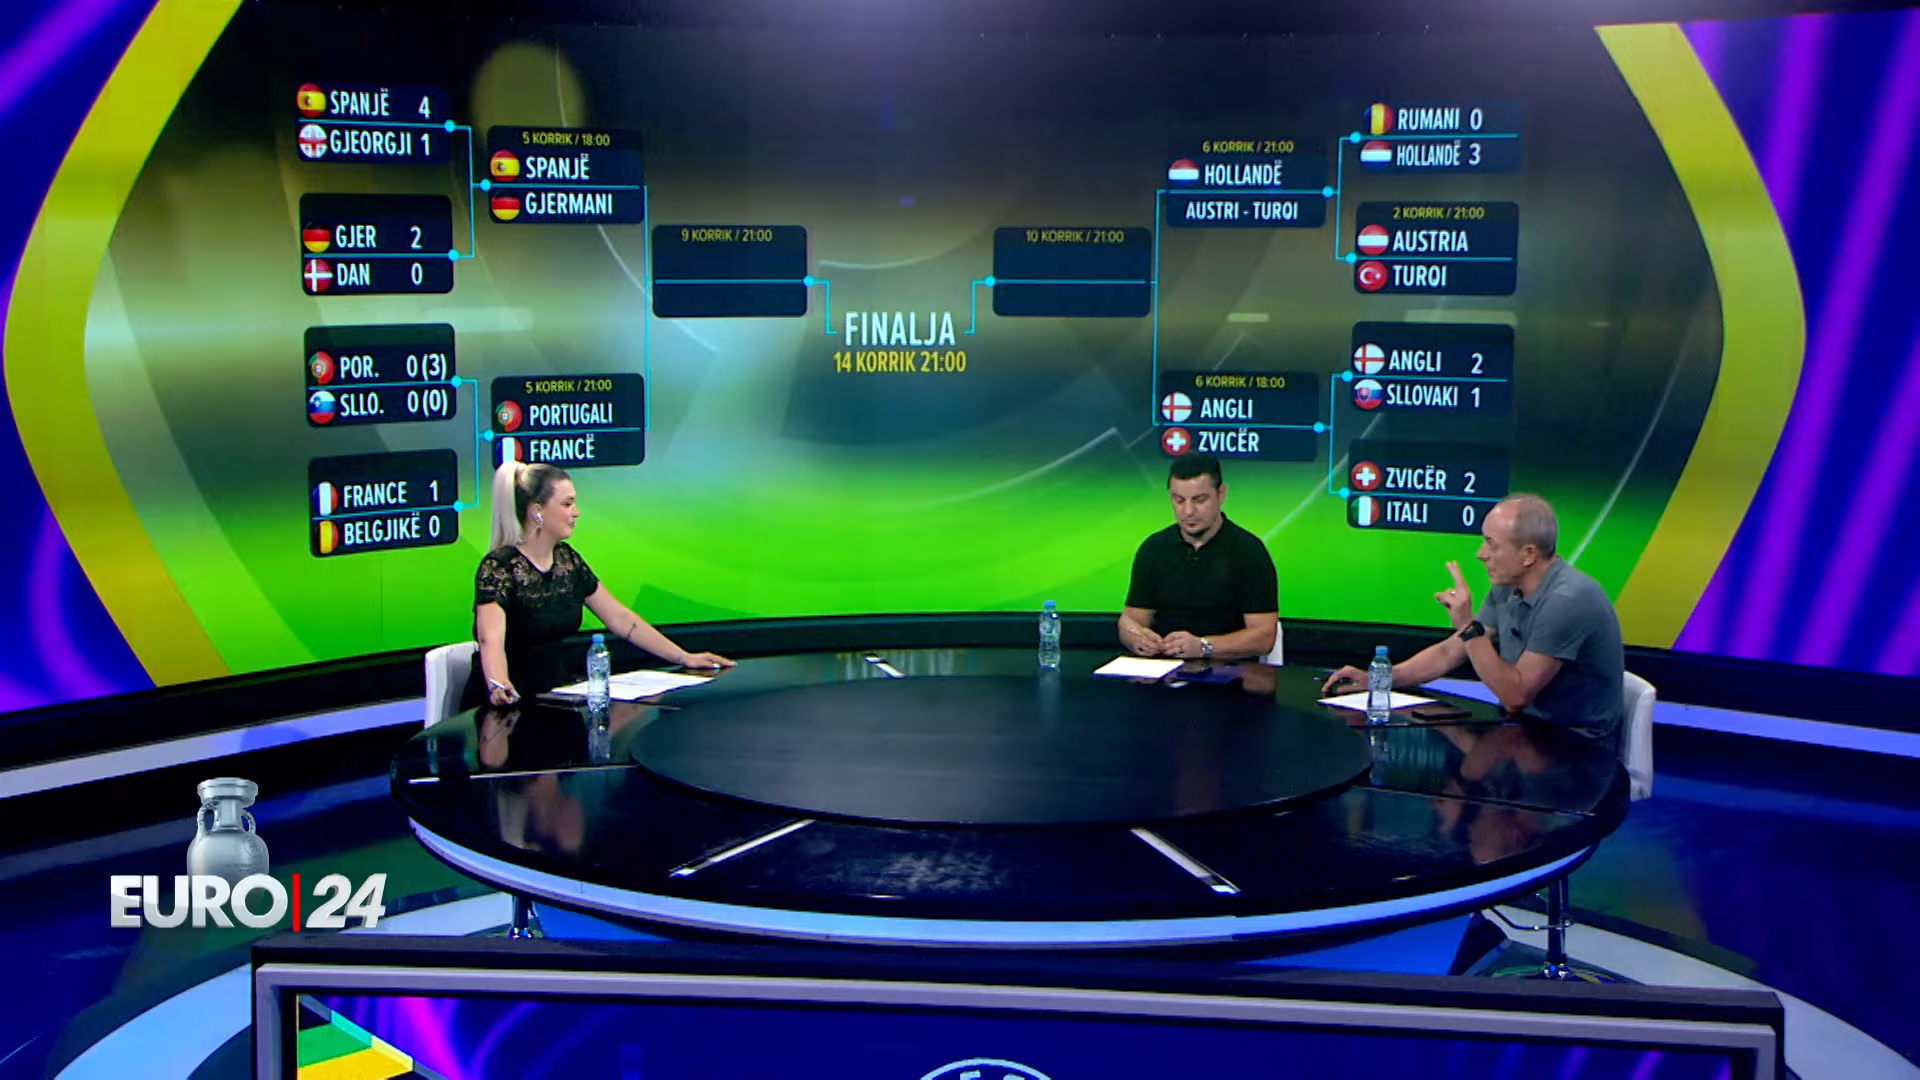 SPANJË 4
GJEORGJI 1
GJER 2
DAN 0
POR. 0 (3)
SLLO. 0 (0)
FRANCE 1
BELGJIKË 0
5 KORRIK / 18:00
SPANJË
GJERMANI
5 KORRIK / 21:00
PORTUGALI
FRANCË
9 KORRIK / 21:00
FINALJA
14 KORRIK 21:00
10 KORRIK / 21:00
6 KORRIK / 21:00
HOLLANDË
AUSTRI - TURQI
6 KORRIK / 18:00
ANGLI
ZVICËR
RUMANI 0
HOLLANDË 3
2 KORRIK / 21:00
AUSTRIA
TURQI
ANGLI 2
SLLOVAKI 1
ZVICËR 2
ITALI 0
EURO|24